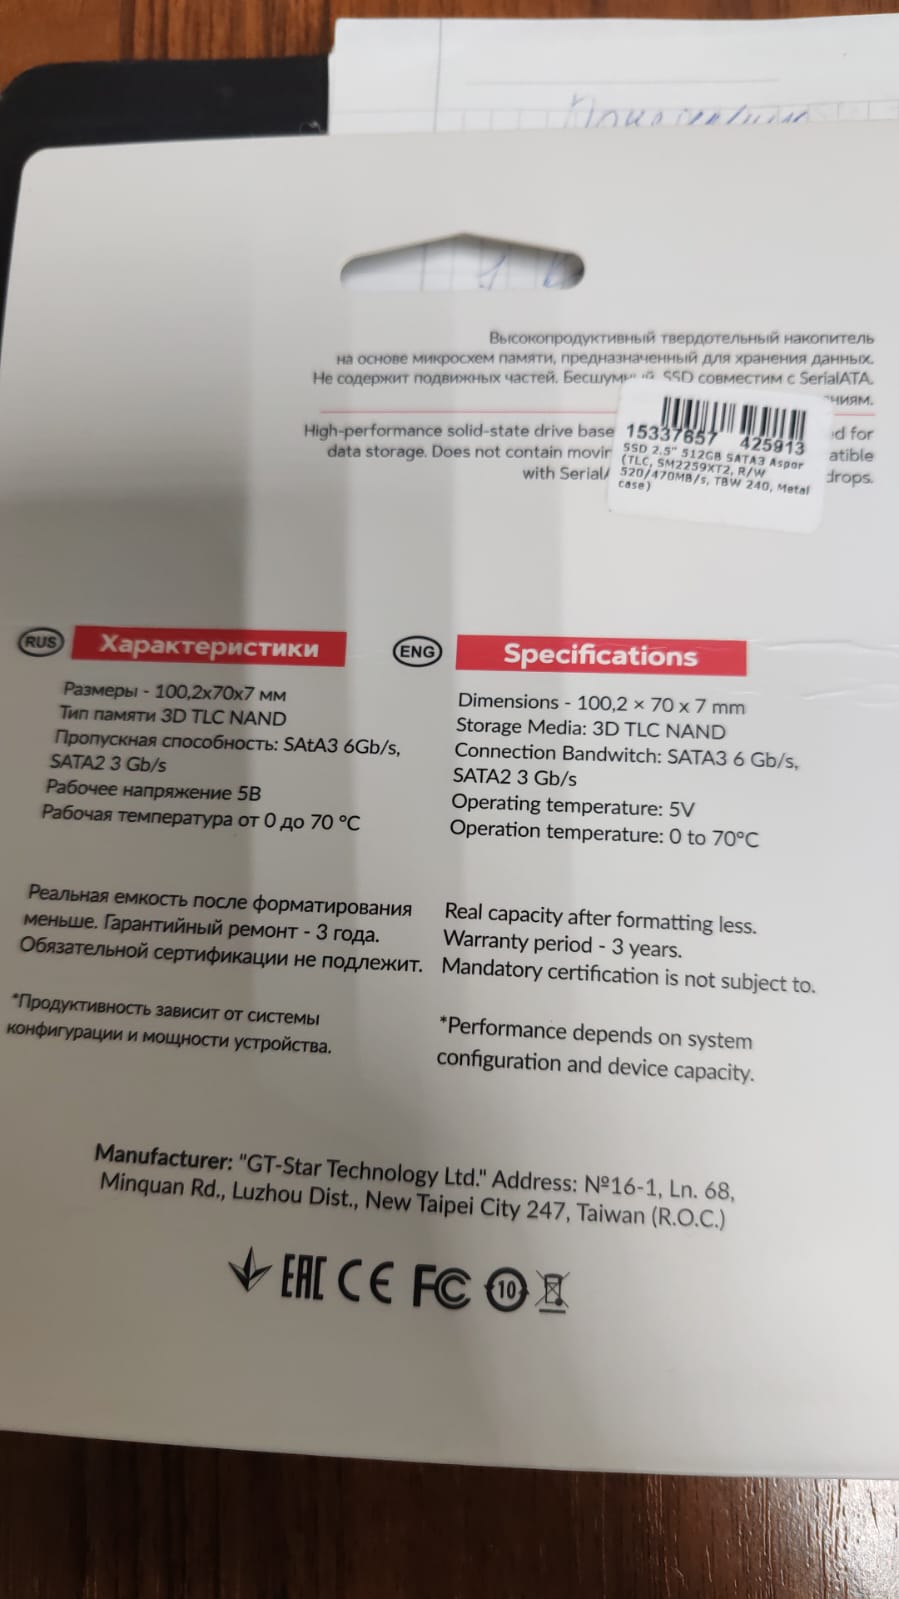 Высокопродуктивный твердотельный накопитель
на основе микросхем памяти, предназначенный для хранения данных.
Не содержит подвижных частей. SSD совместим с SerialATA.
High-performance solid-state drive for
data storage. Does not contain
with drops.
15337657 425913
SSD 2.5" 512GB SATA3 Aspor
(TLC, SM2259XT2, R/W
520/470MB/s, TBW 240, Metal
case)
RUS Характеристики
Размеры - 100,2x70x7 мм
Тип памяти 3D TLC NAND
Пропускная способность: SAtA3 6Gb/s,
SATA2 3 Gb/s
Рабочее напряжение 5В
Рабочая температура от 0 до 70 °C
Реальная емкость после форматирования
меньше. Гарантийный ремонт - 3 года.
Обязательной сертификации не подлежит.
*Продуктивность зависит от системы
конфигурации и мощности устройства.
ENG Specifications
Dimensions - 100,2 × 70 x 7 mm
Storage Media: 3D TLC NAND
Connection Bandwitch: SATA3 6 Gb/s,
SATA2 3 Gb/s
Operating temperature: 5V
Operation temperature: 0 to 70°C
Real capacity after formatting less.
Warranty period - 3 years.
Mandatory certification is not subject to.
*Performance depends on system
configuration and device capacity.
Manufacturer: "GT-Star Technology Ltd." Address: №16-1, Ln. 68,
Minquan Rd., Luzhou Dist., New Taipei City 247, Taiwan (R.O.C.)
EAC CE FC 10